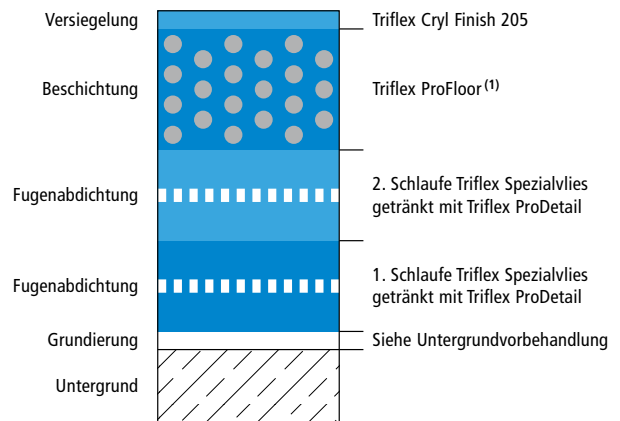 Versiegelung
Triflex Cryl Finish 205
Beschichtung
Triflex ProFloor (1)
Fugenabdichtung
2. Schlaufe Triflex Spezialvlies
getränkt mit Triflex ProDetail
Fugenabdichtung
1. Schlaufe Triflex Spezialvlies
getränkt mit Triflex ProDetail
Grundierung
Siehe Untergrundvorbehandlung
Untergrund